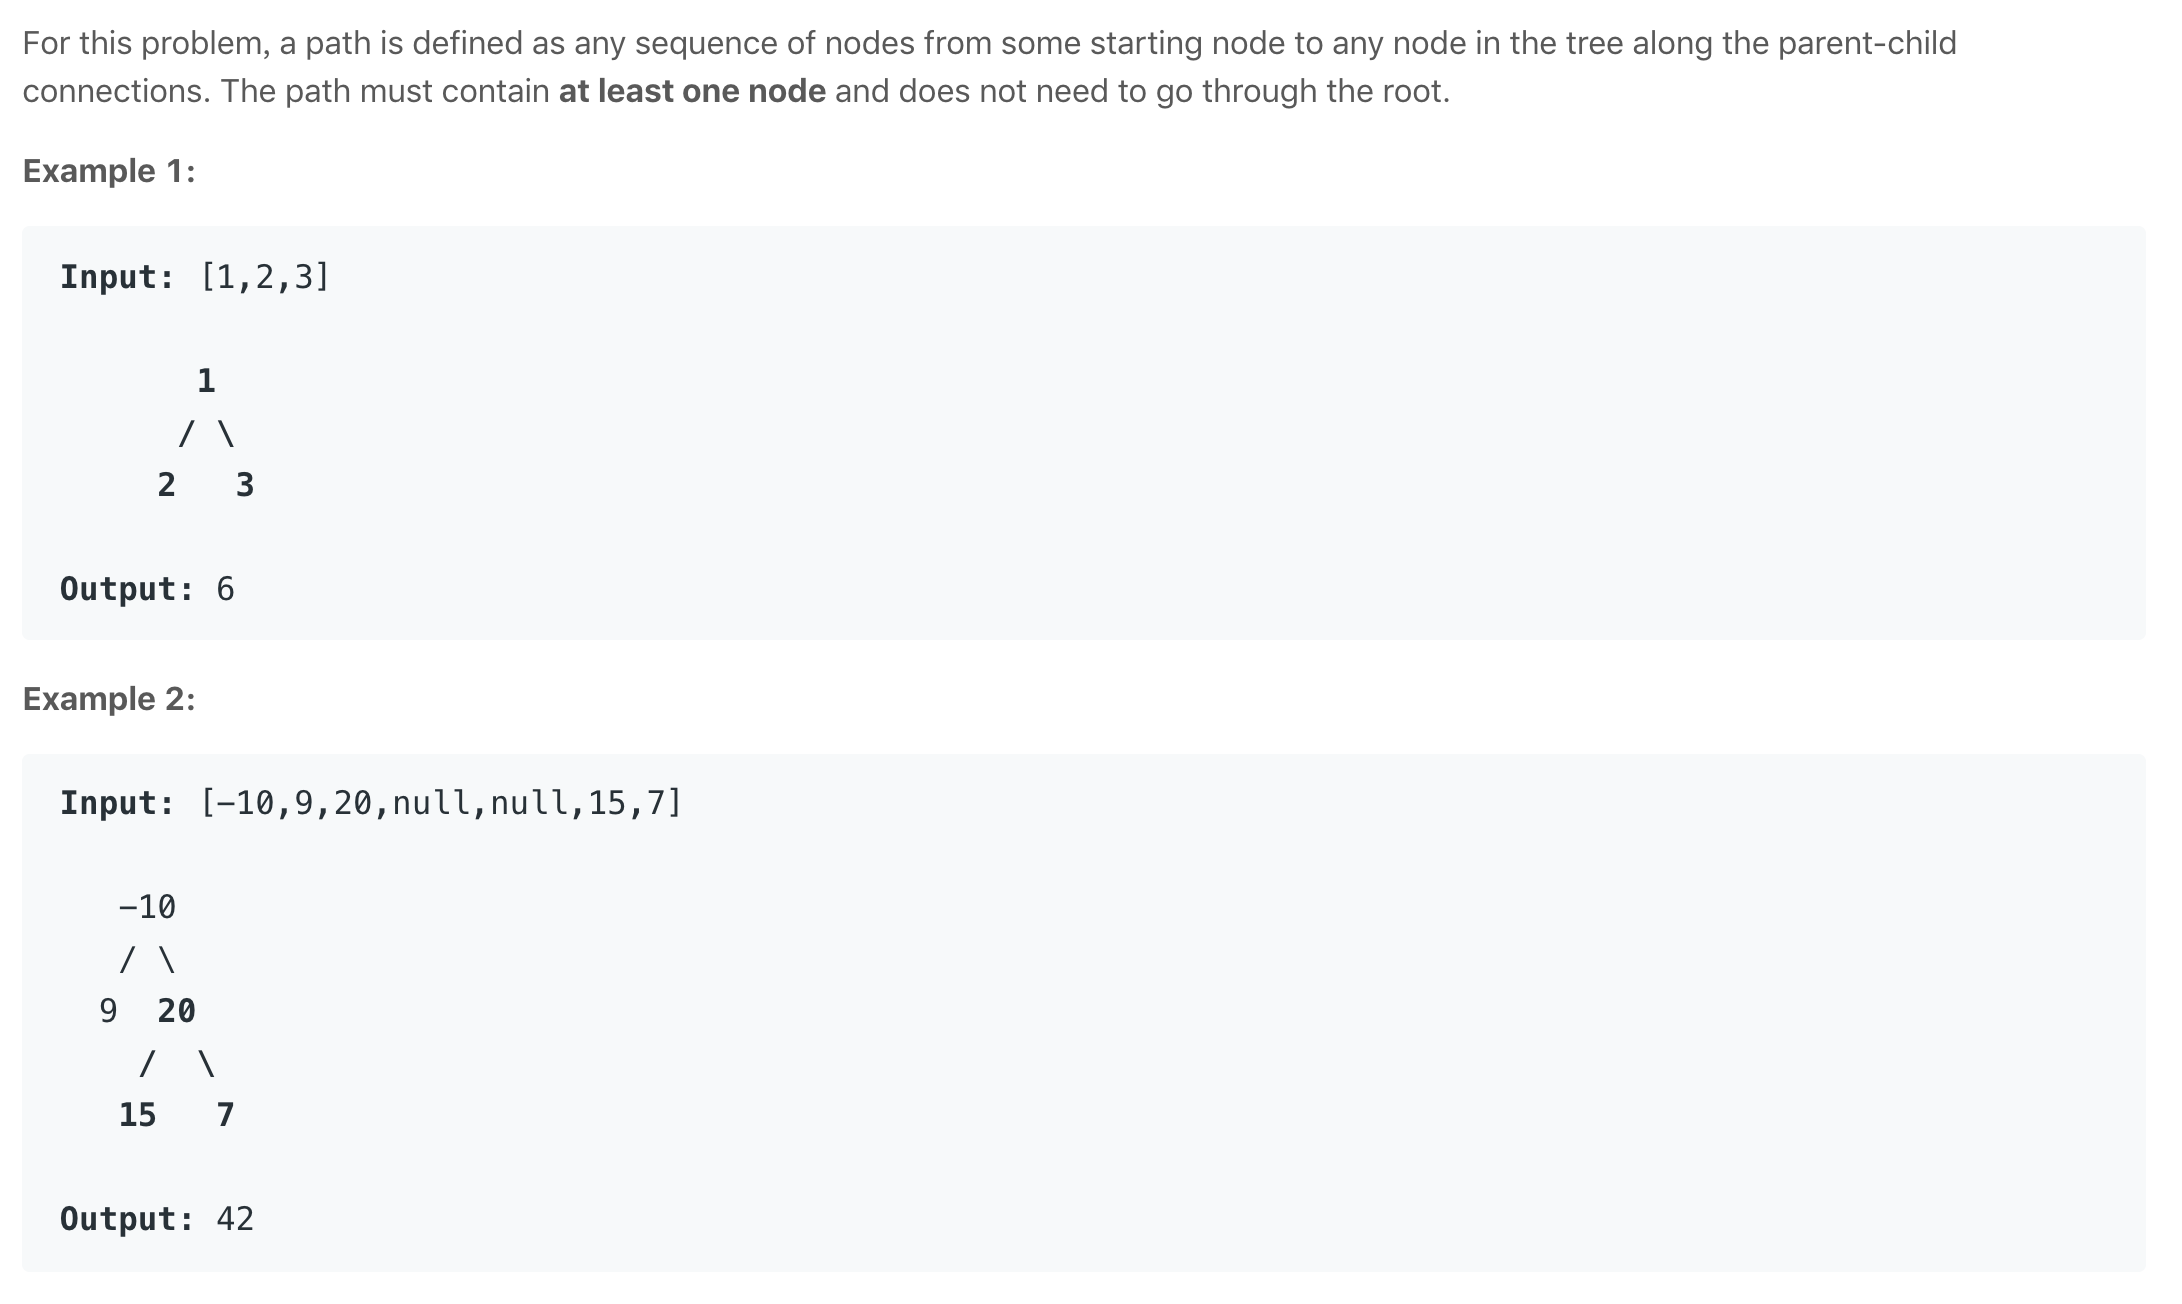 For this problem, a path is defined as any sequence of nodes from some starting node to any node in the tree along the parent-child
connections. The path must contain at least one node and does not need to go through the root.
Example 1:
Input: [1,2,3]
1
/ \
2 3
Output: 6
Example 2:
Input: [−10,9,20,null,null,15,7]
−10
/ \
9 20
/ \
15 7
Output: 42